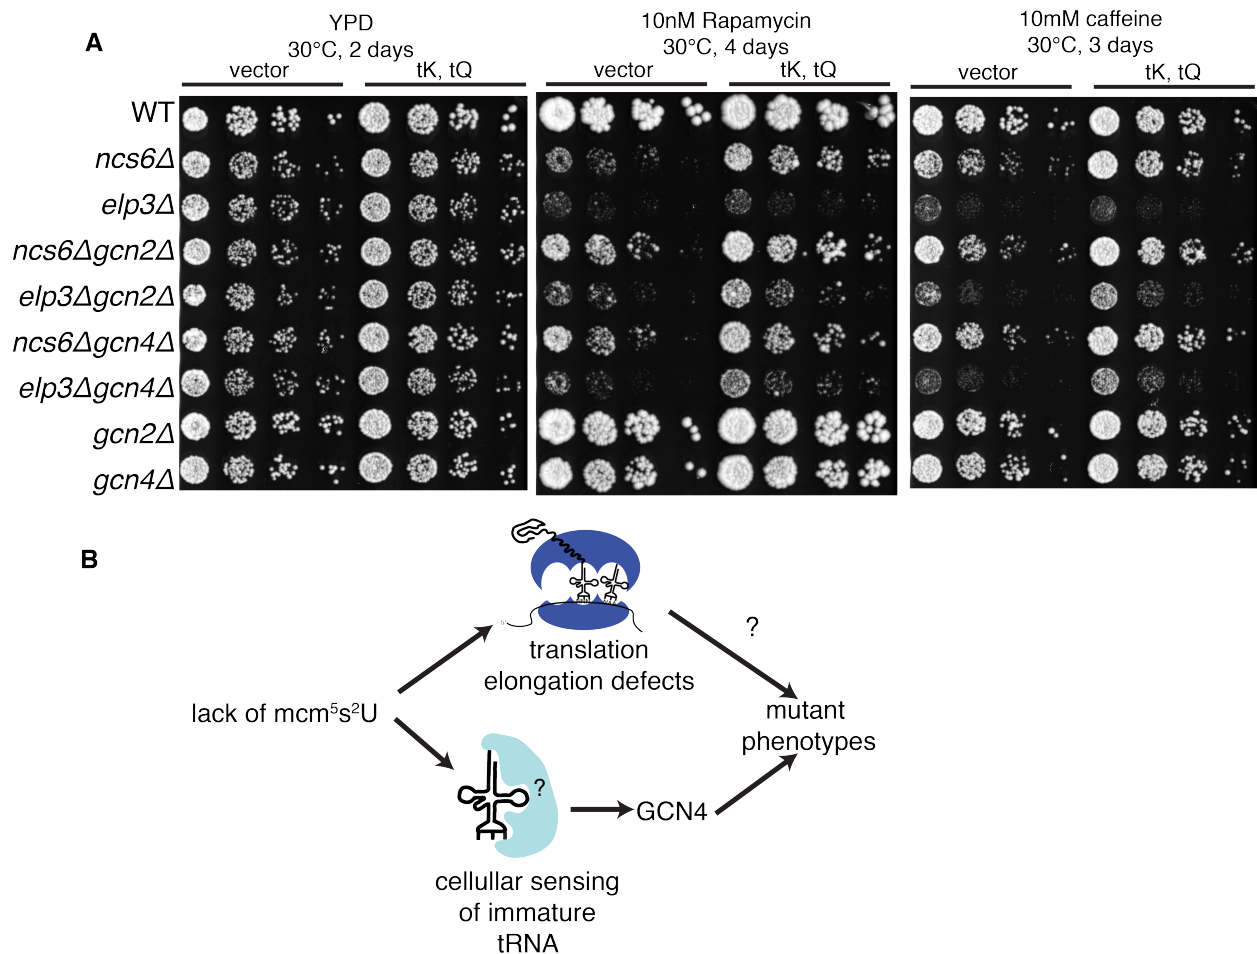 A
YPD
30°C, 2 days
vector
tK, tQ
10nM Rapamycin
30°C, 4 days
vector
tK, tQ
10mM caffeine
30°C, 3 days
vector
tK, tQ
WT
ncs6Δ
elp3Δ
ncs6Δgcn2Δ
elp3Δgcn2Δ
ncs6Δgcn4Δ
elp3Δgcn4Δ
gcn2Δ
gcn4Δ
B
translation
elongation defects
?
lack of mcm⁵s²U
mutant
phenotypes
?
GCN4
cellullar sensing
of immature
tRNA